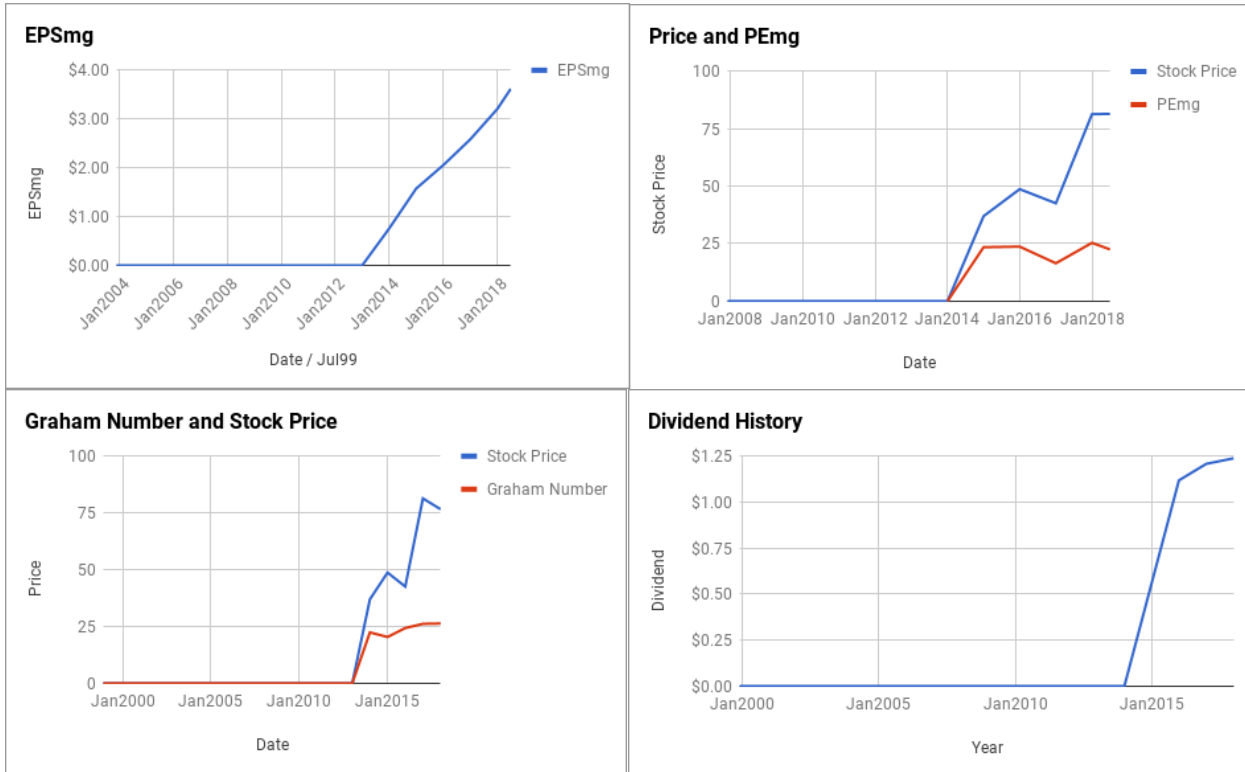 EPSmg
$4.00
$3.00
$2.00
$1.00
$0.00
EPSmg
EPSmg
Jan2004
Jan2006
Jan2008
Jan2010
Jan2012
Jan2014
Jan2016
Jan2018
Date / Jul99
Price and PEmg
100
75
50
25
0
Stock Price
Stock Price
PEmg
Jan2008 Jan2010 Jan2012 Jan2014 Jan2016 Jan2018
Date
Graham Number and Stock Price
100
75
50
25
0
Price
Stock Price
Graham Number
Jan2000 Jan2005 Jan2010 Jan2015
Date
Dividend History
$1.25
$1.00
$0.75
$0.50
$0.25
$0.00
Dividend
Jan2000 Jan2005 Jan2010 Jan2015
Year